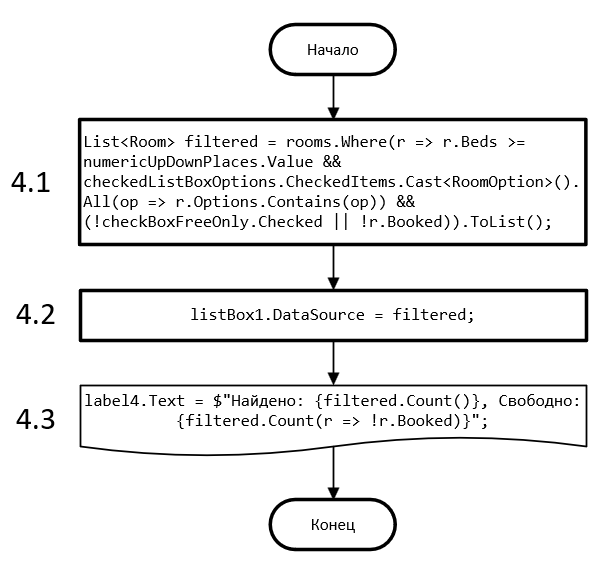 Начало
4.1
List<Room> filtered = rooms.Where(r => r.Beds >=
numericUpDownPlaces.Value &&
checkedListBoxOptions.CheckedItems.Cast<RoomOption>().
All(op => r.Options.Contains(op)) &&
(!checkBoxFreeOnly.Checked || !r.Booked)).ToList();
4.2
listBox1.DataSource = filtered;
4.3
label4.Text = $"Найдено: {filtered.Count()}, Свободно:
{filtered.Count(r => !r.Booked)}";
Конец